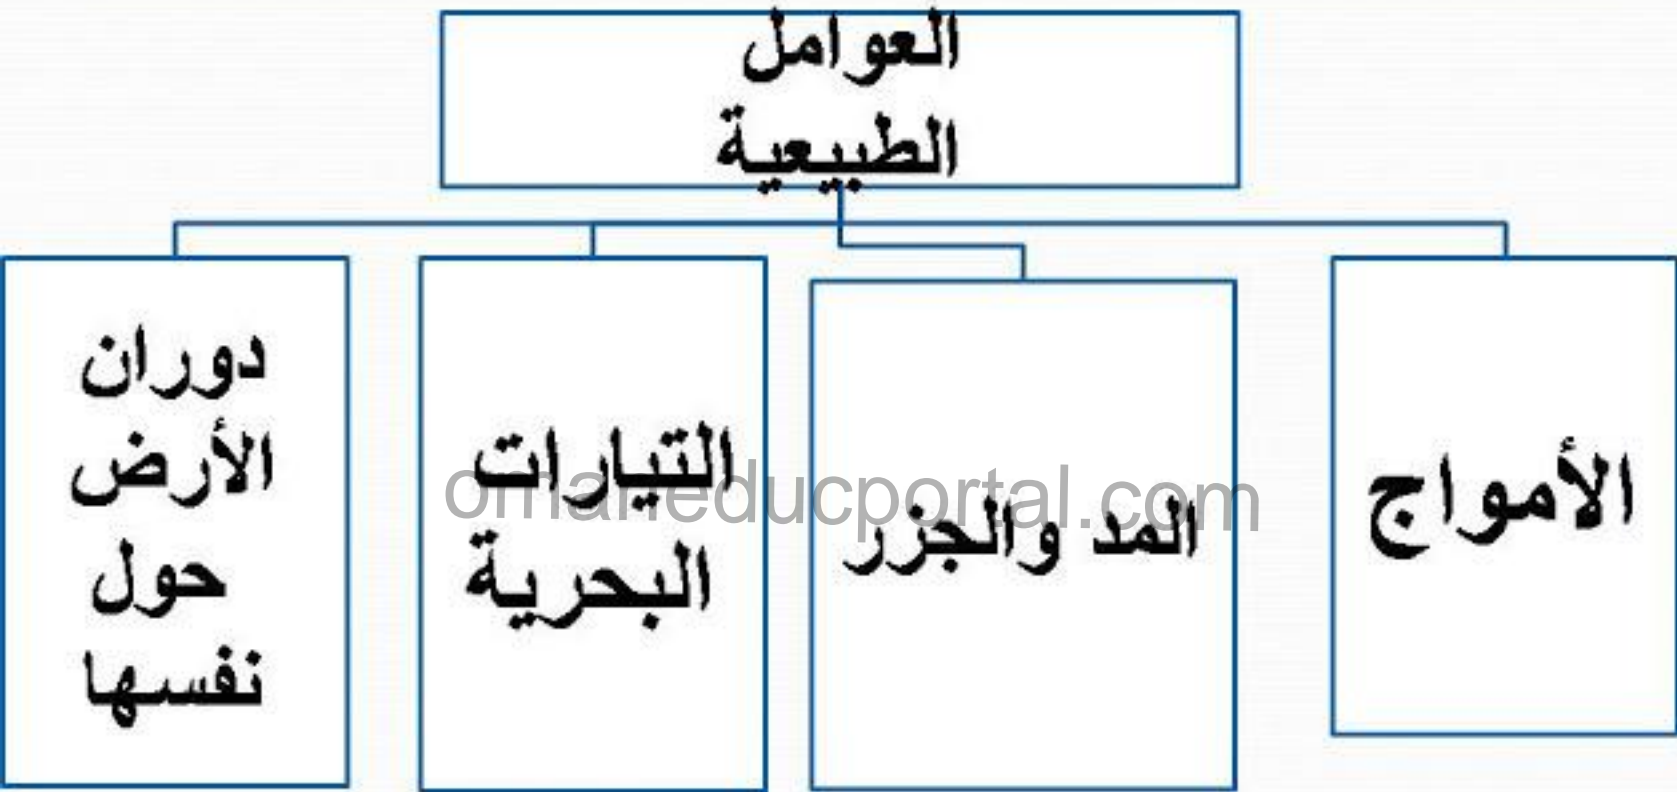 العوامل
الطبيعية
الأمواج
المد والجزر
التيارات
البحرية
دوران
الأرض
حول
نفسها
omaneducportal.com